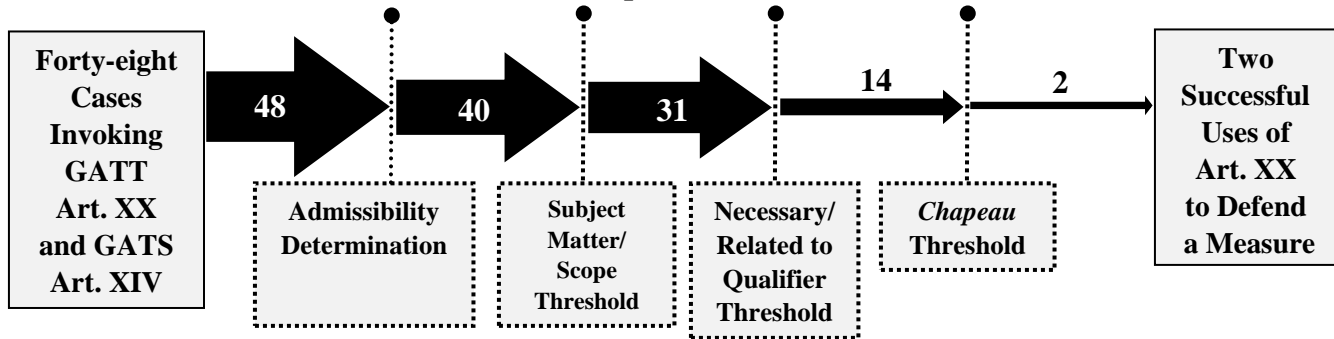 Forty-eight
Cases
Invoking
GATT
Art. XX
and GATS
Art. XIV
48
40
31
14
2
Admissibility
Determination
Subject
Matter/
Scope
Threshold
Necessary/
Related to
Qualifier
Threshold
Chapeau
Threshold
Two
Successful
Uses of
Art. XX
to Defend
a Measure